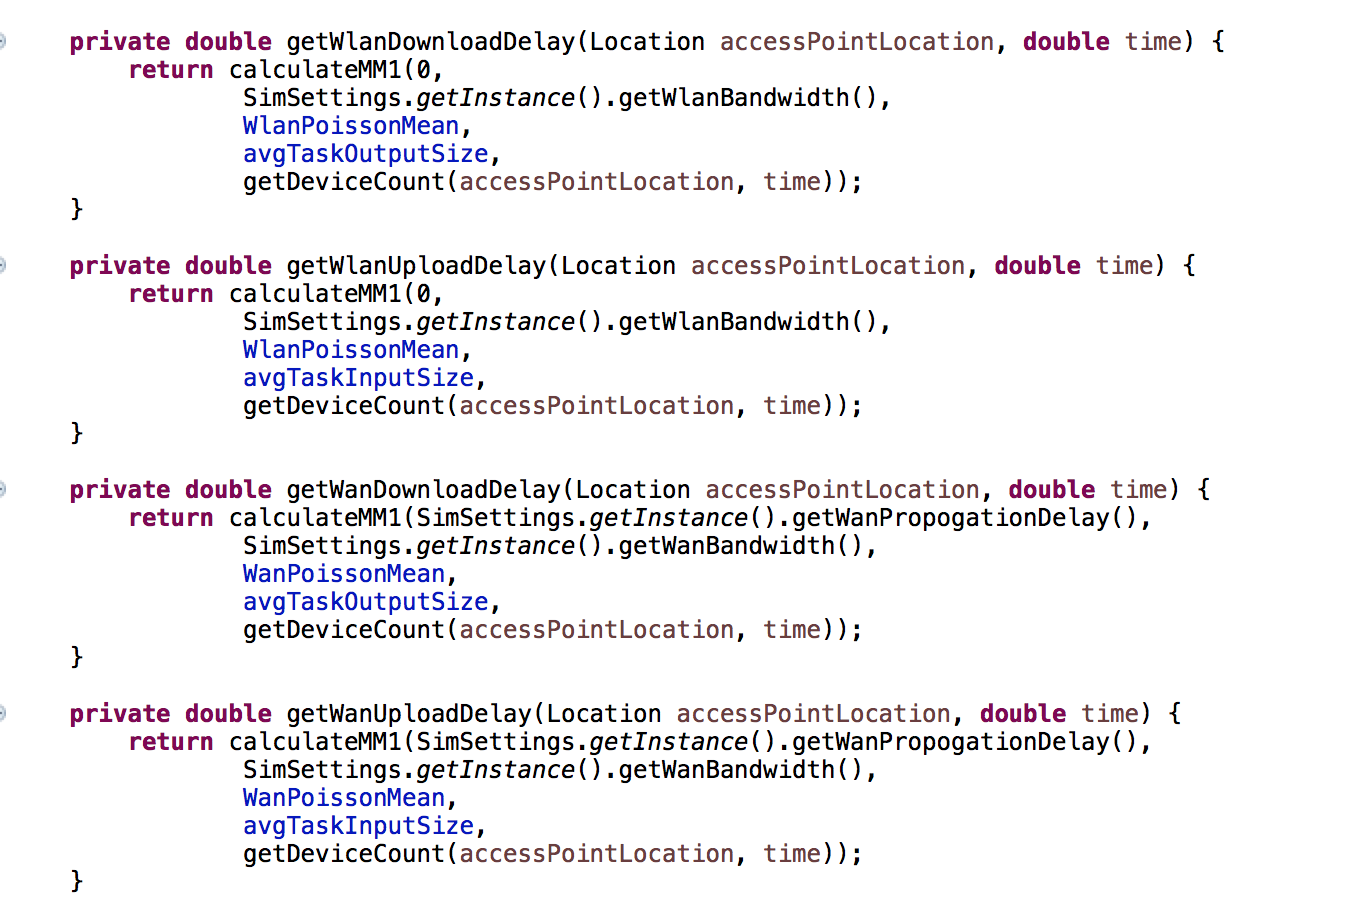 private double getWlanDownloadDelay(Location accessPointLocation, double time) {
return calculateMM1(0,
SimSettings.getInstance().getWlanBandwidth(),
WlanPoissonMean,
avgTaskOutputSize,
getDeviceCount(accessPointLocation, time));
}
private double getWlanUploadDelay(Location accessPointLocation, double time) {
return calculateMM1(0,
SimSettings.getInstance().getWlanBandwidth(),
WlanPoissonMean,
avgTaskInputSize,
getDeviceCount(accessPointLocation, time));
}
private double getWanDownloadDelay(Location accessPointLocation, double time) {
return calculateMM1(SimSettings.getInstance().getWanPropogationDelay(),
SimSettings.getInstance().getWanBandwidth(),
WanPoissonMean,
avgTaskOutputSize,
getDeviceCount(accessPointLocation, time));
}
private double getWanUploadDelay(Location accessPointLocation, double time) {
return calculateMM1(SimSettings.getInstance().getWanPropogationDelay(),
SimSettings.getInstance().getWanBandwidth(),
WanPoissonMean,
avgTaskInputSize,
getDeviceCount(accessPointLocation, time));
}